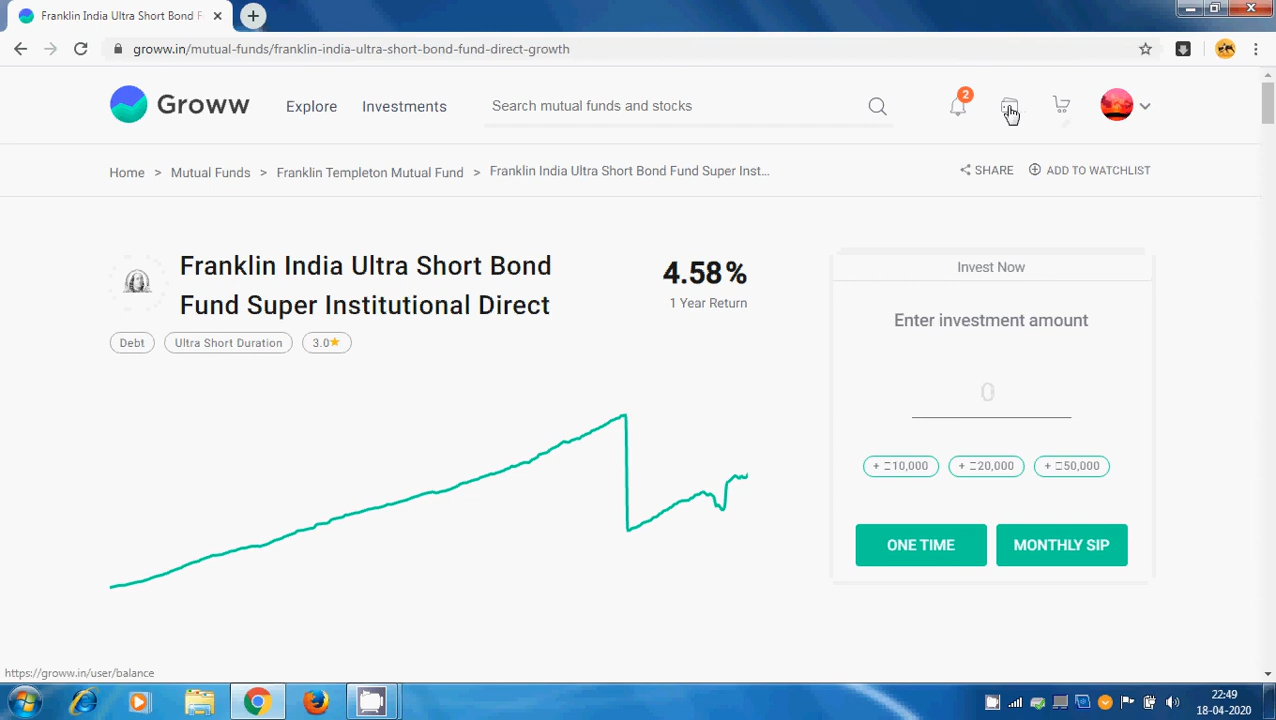 Franklin India Ultra Short Bond F
groww.in/mutual-funds/franklin-india-ultra-short-bond-fund-direct-growth
Groww
Explore
Investments
Search mutual funds and stocks
2
Home > Mutual Funds > Franklin Templeton Mutual Fund > Franklin India Ultra Short Bond Fund Super Inst...
SHARE
ADD TO WATCHLIST
Franklin India Ultra Short Bond
Fund Super Institutional Direct
4.58%
1 Year Return
Debt
Ultra Short Duration
3.0★
Invest Now
Enter investment amount
0
+ 10,000
+ 20,000
+ 50,000
ONE TIME
MONTHLY SIP
https://groww.in/user/balance
22:49
18-04-2020